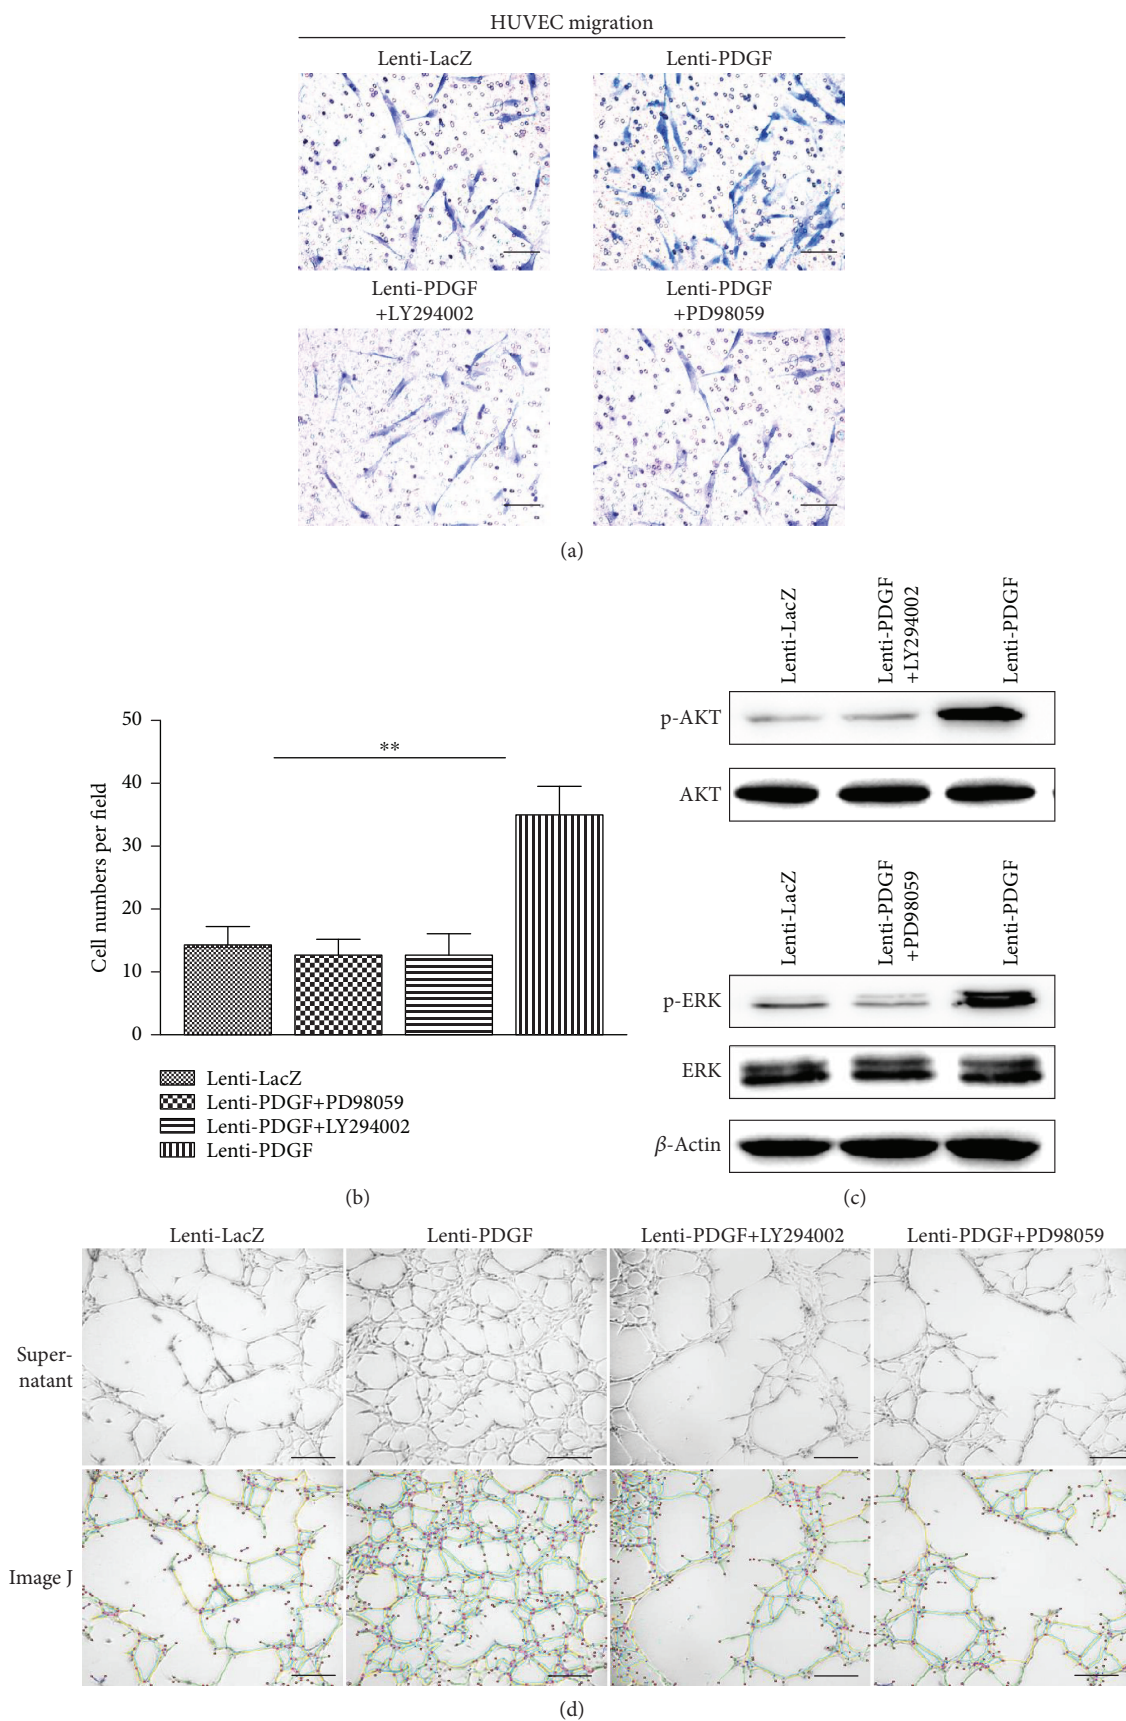 HUVEC migration
Lenti-LacZ
Lenti-PDGF
Lenti-PDGF
+LY294002
Lenti-PDGF
+PD98059
(a)
50
40
30
20
10
0
Cell numbers per field
**
Lenti-LacZ
Lenti-PDGF+PD98059
Lenti-PDGF+LY294002
Lenti-PDGF
(b)
Lenti-LacZ
Lenti-PDGF
+LY294002
Lenti-PDGF
p-AKT
AKT
Lenti-LacZ
Lenti-PDGF
+PD98059
Lenti-PDGF
p-ERK
ERK
β-Actin
(c)
Lenti-LacZ
Lenti-PDGF
Lenti-PDGF+LY294002
Lenti-PDGF+PD98059
Super-
natant
Image J
(d)